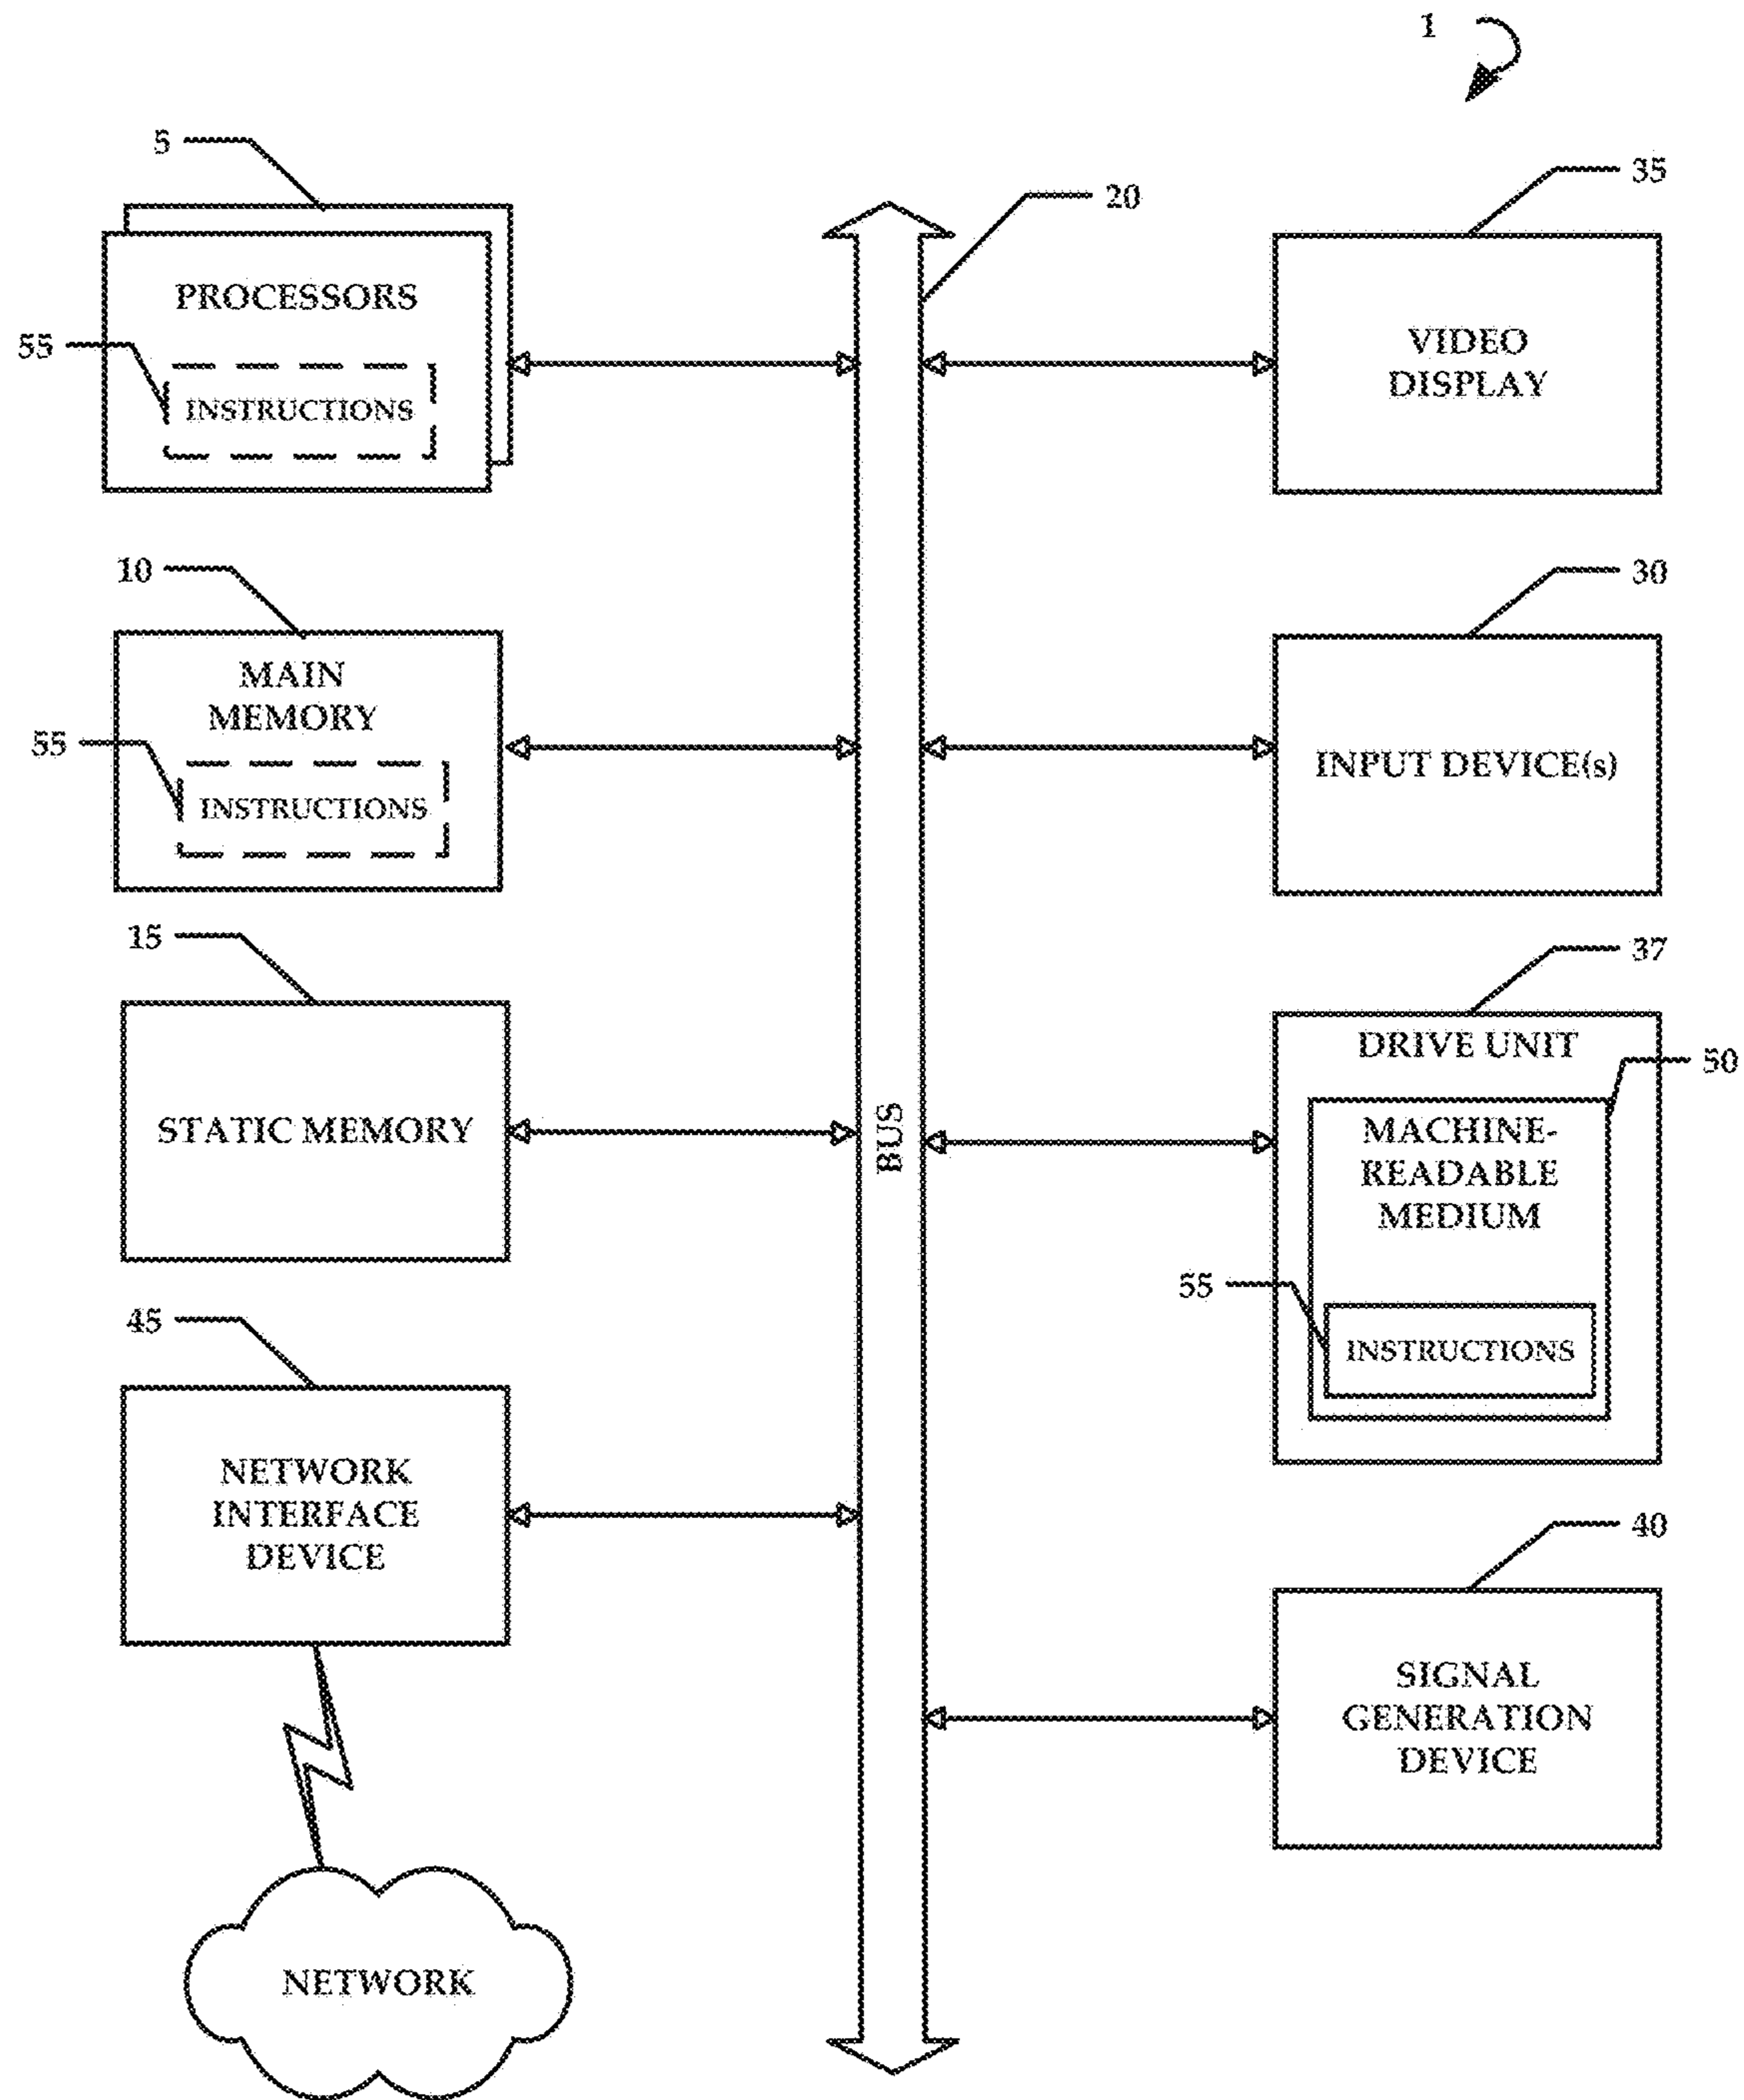 1
5
PROCESSORS
55
INSTRUCTIONS
10
MAIN
MEMORY
55
INSTRUCTIONS
15
STATIC MEMORY
45
NETWORK
INTERFACE
DEVICE
NETWORK
20
BUS
35
VIDEO
DISPLAY
30
INPUT DEVICE(s)
37
DRIVE UNIT
50
MACHINE-
READABLE
MEDIUM
55
INSTRUCTIONS
40
SIGNAL
GENERATION
DEVICE